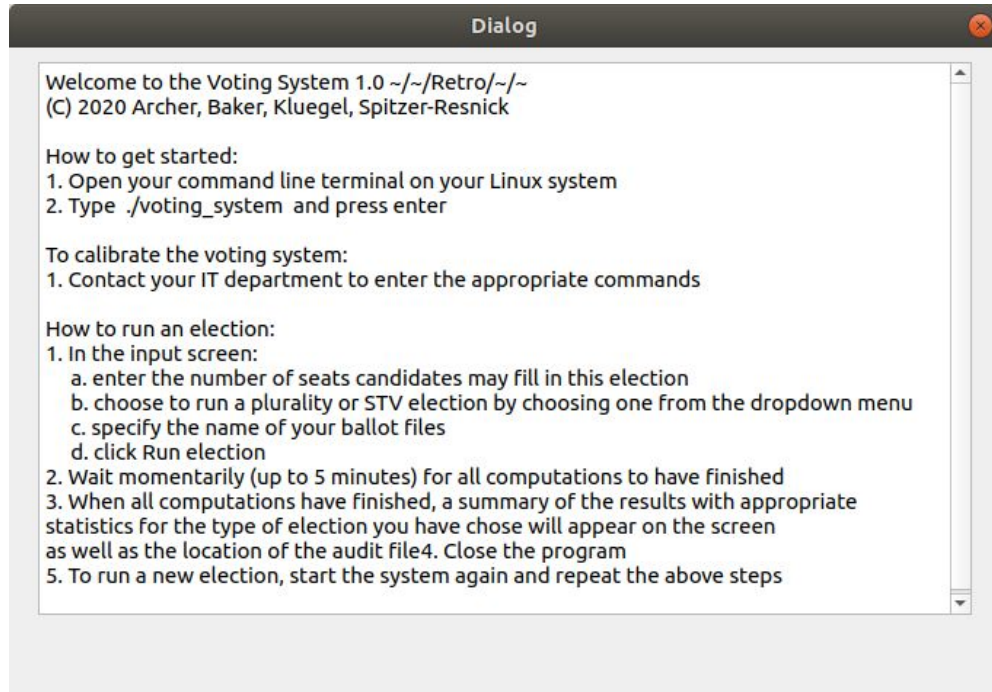 Dialog
Welcome to the Voting System 1.0 ~/~/Retro/~/~
(C) 2020 Archer, Baker, Kluegel, Spitzer-Resnick
How to get started:
1. Open your command line terminal on your Linux system
2. Type  ./voting_system  and press enter
To calibrate the voting system:
1. Contact your IT department to enter the appropriate commands
How to run an election:
1. In the input screen:
a. enter the number of seats candidates may fill in this election
b. choose to run a plurality or STV election by choosing one from the dropdown menu
c. specify the name of your ballot files
d. click Run election
2. Wait momentarily (up to 5 minutes) for all computations to have finished
3. When all computations have finished, a summary of the results with appropriate
statistics for the type of election you have chose will appear on the screen
as well as the location of the audit file4. Close the program
5. To run a new election, start the system again and repeat the above steps